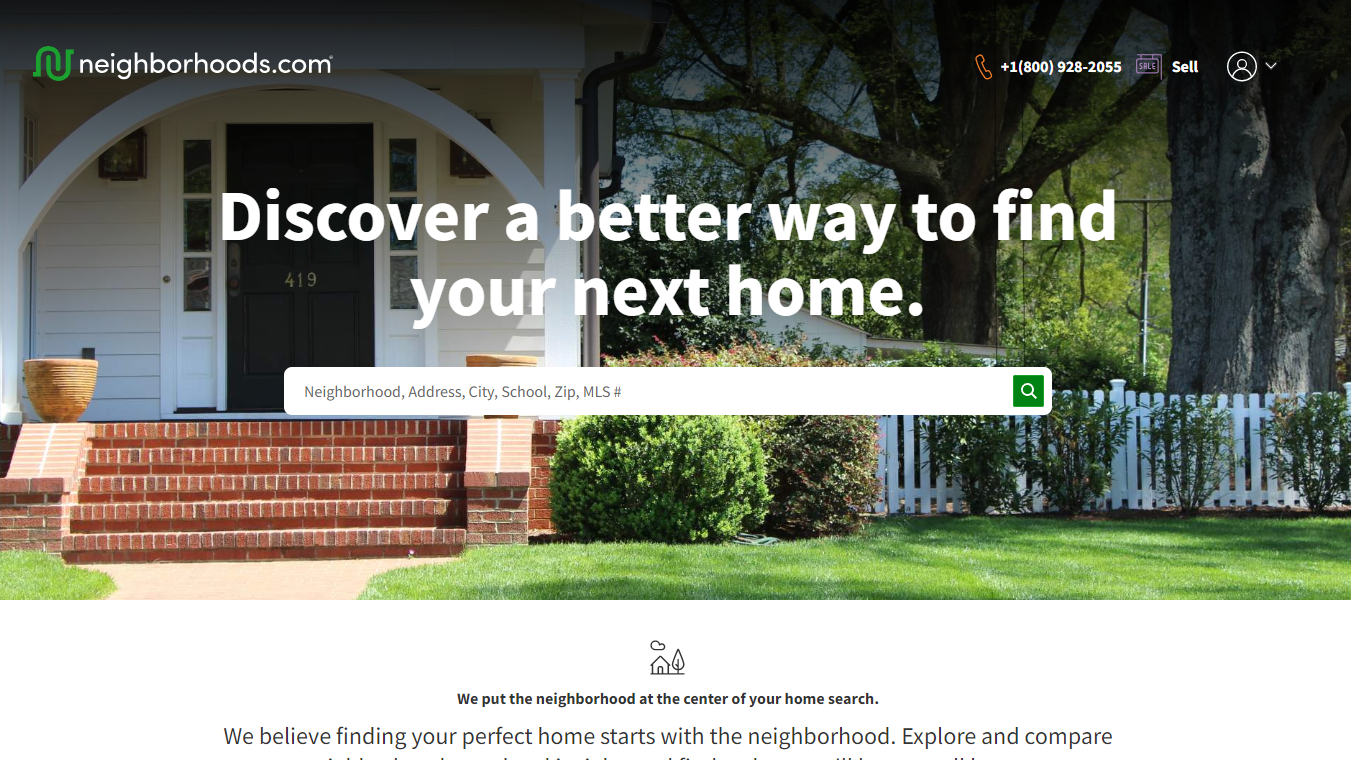 neighborhoods.com
+1(800) 928-2055
SALE
Sell
Discover a better way to find
your next home.
419
Neighborhood, Address, City, School, Zip, MLS #
We put the neighborhood at the center of your home search.
We believe finding your perfect home starts with the neighborhood. Explore and compare